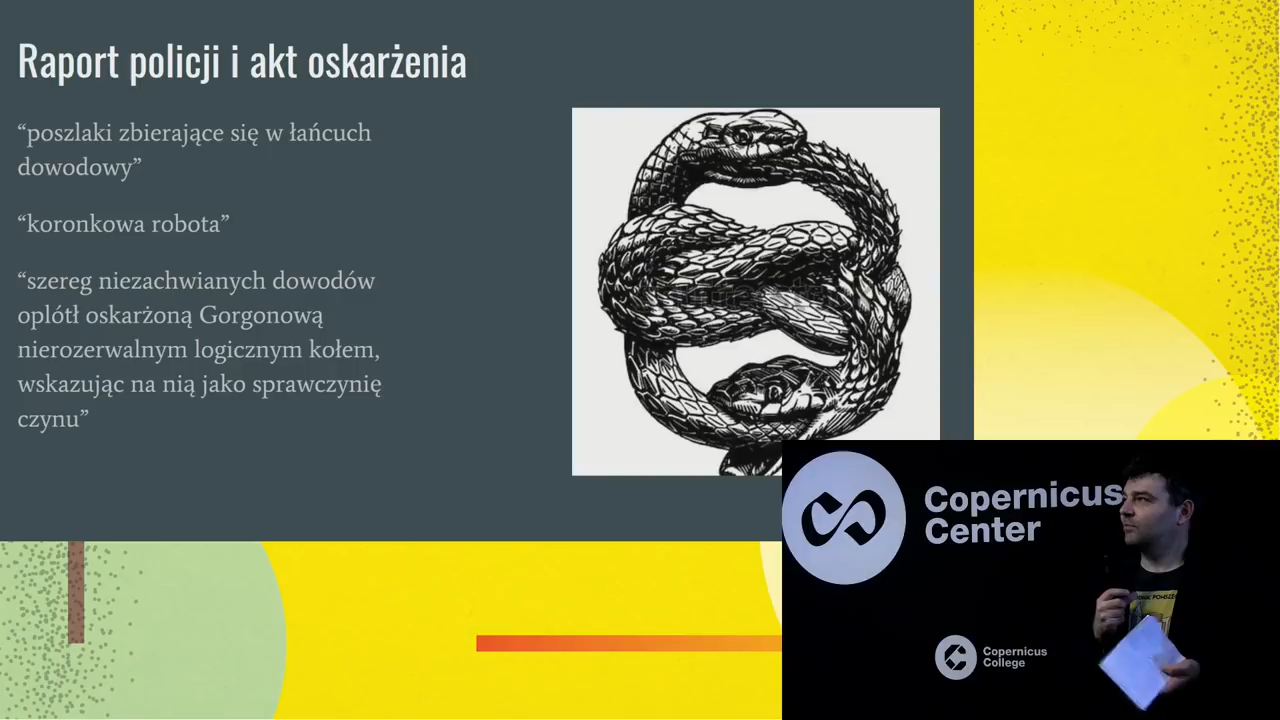 Raport policji i akt oskarżenia
“poszlaki zbierające się w łańcuch
dowodowy”
“koronkowa robota”
“szereg niezachwianych dowodów
oplótł oskarżoną Gorgonową
nierozerwalnym logicznym kołem,
wskazując na nią jako sprawczynię
czynu”
Copernicus
Center
Copernicus
College